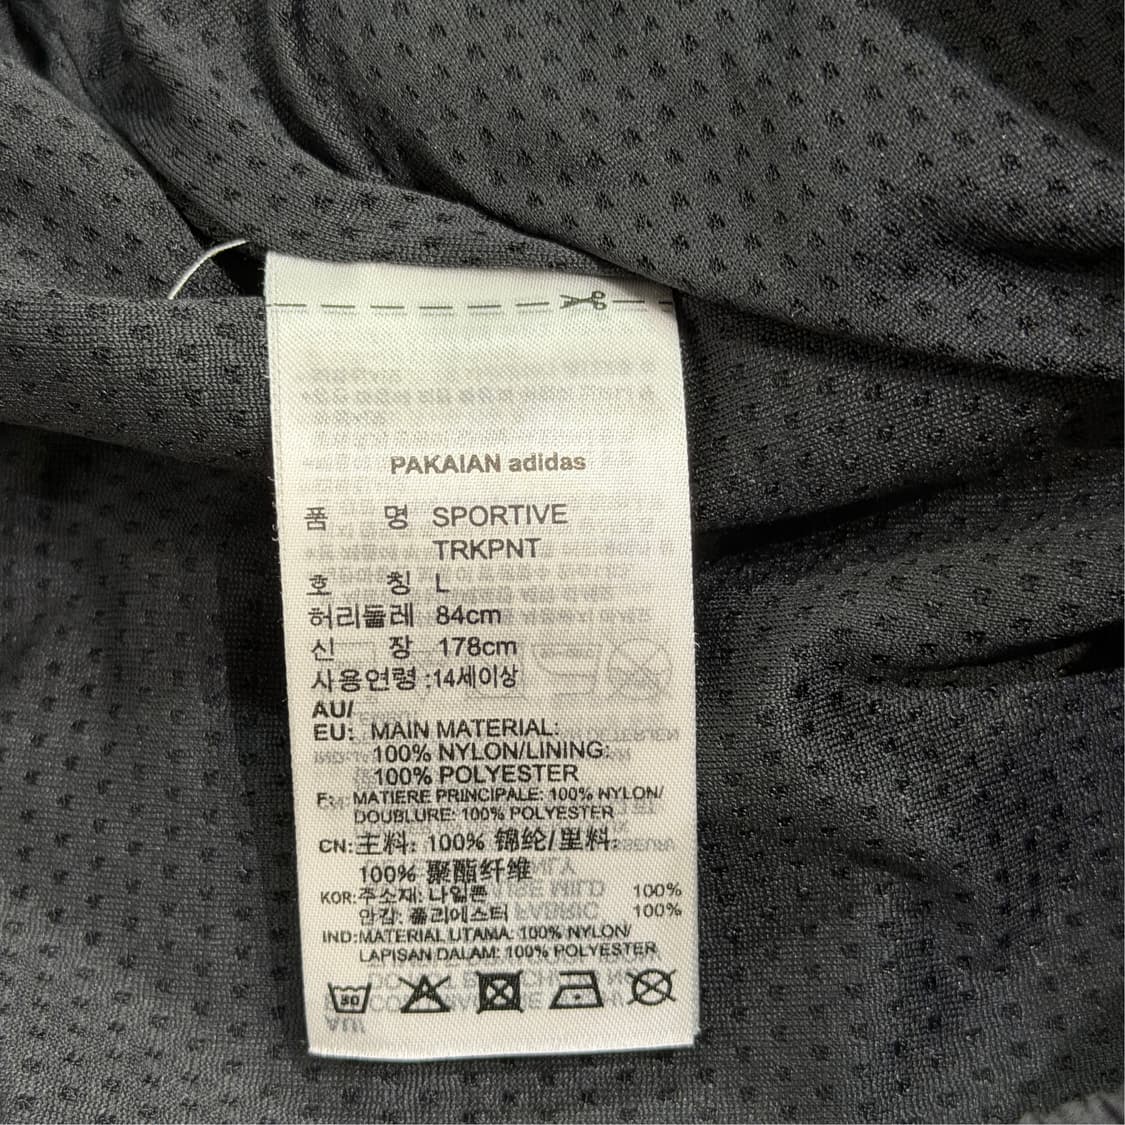 PAKAIAN adidas
품 명 SPORTIVE
TRKPNT
호 칭 L
허리둘레 84cm
신 장 178cm
사용연령 :14세이상
AU/
EU: MAIN MATERIAL:
100% NYLON/LINING:
100% POLYESTER
F: MATIERE PRINCIPALE: 100% NYLON/
DOUBLURE: 100% POLYESTER
CN: 主料: 100% 锦纶/里料:
100% 聚酯纤维
KOR: 주소재: 나일론 100%
안감: 폴리에스터 100%
IND: MATERIAL UTAMA: 100% NYLON/
LAPISAN DALAM: 100% POLYESTER
30